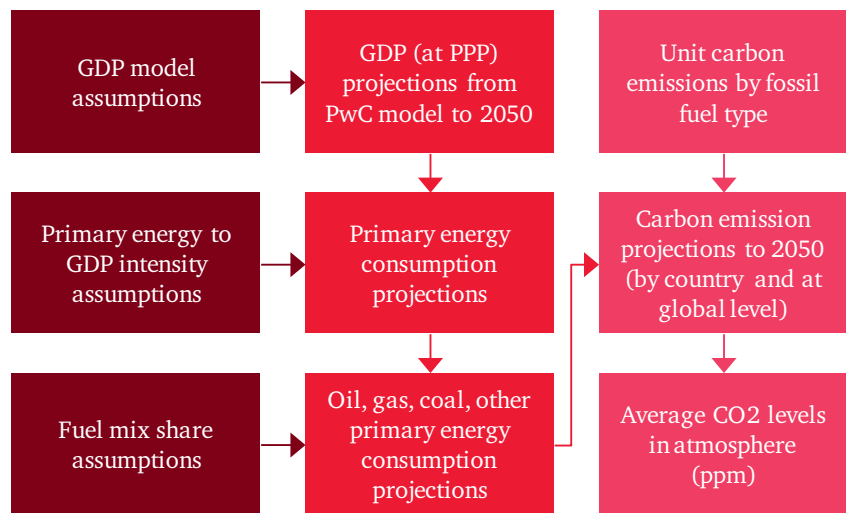 GDP model
assumptions
GDP (at PPP)
projections from
PwC model to 2050
Unit carbon
emissions by fossil
fuel type
Primary energy to
GDP intensity
assumptions
Primary energy
consumption
projections
Carbon emission
projections to 2050
(by country and at
global level)
Fuel mix share
assumptions
Oil, gas, coal, other
primary energy
consumption
projections
Average CO2 levels
in atmosphere
(ppm)